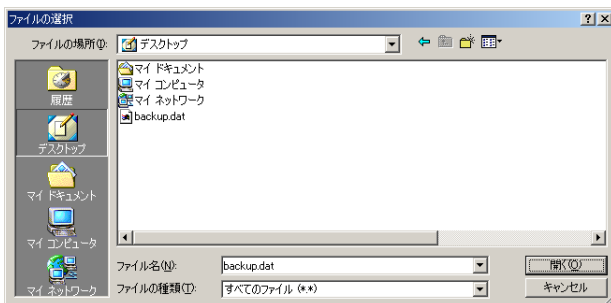 ファイルの選択
ファイルの場所(I):
デスクトップ
履歴
デスクトップ
マイ ドキュメント
マイ コンピュータ
マイ ネットワーク
マイ ドキュメント
マイ コンピュータ
マイ ネットワーク
backup.dat
ファイル名(N):
backup.dat
開く(O)
ファイルの種類(T):
すべてのファイル (*.*)
キャンセル